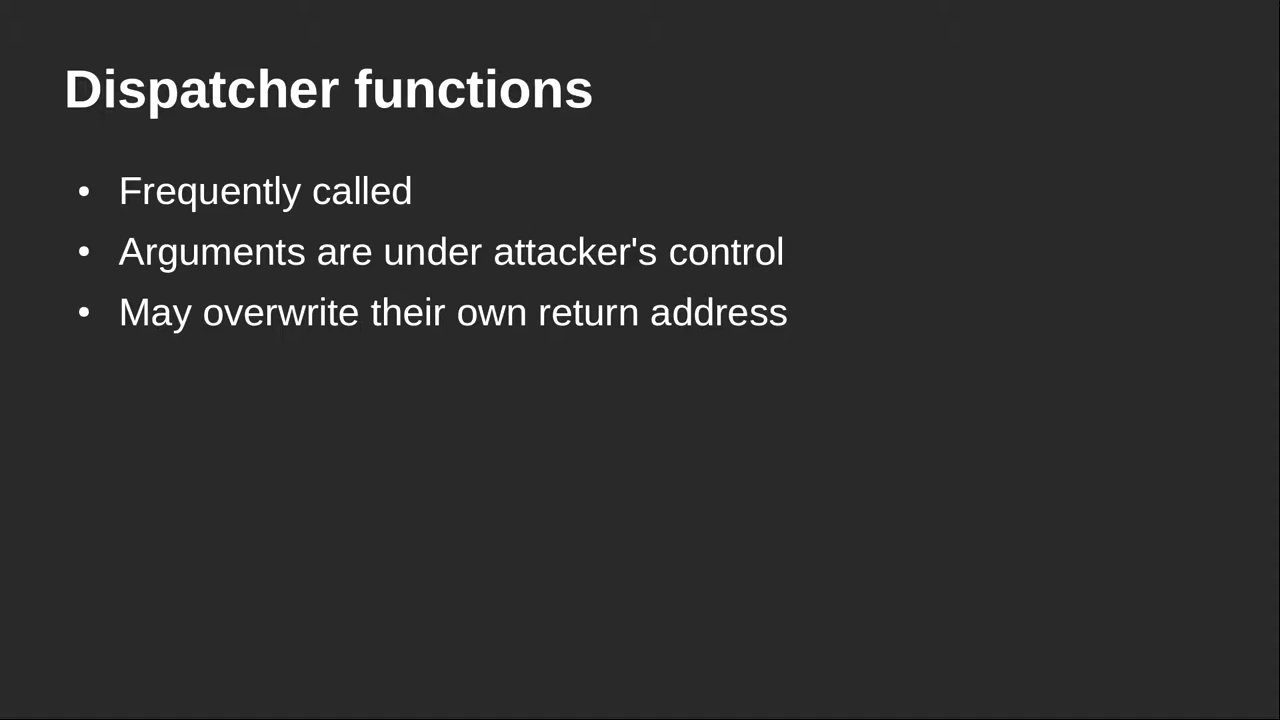 Dispatcher functions
• Frequently called
• Arguments are under attacker's control
• May overwrite their own return address